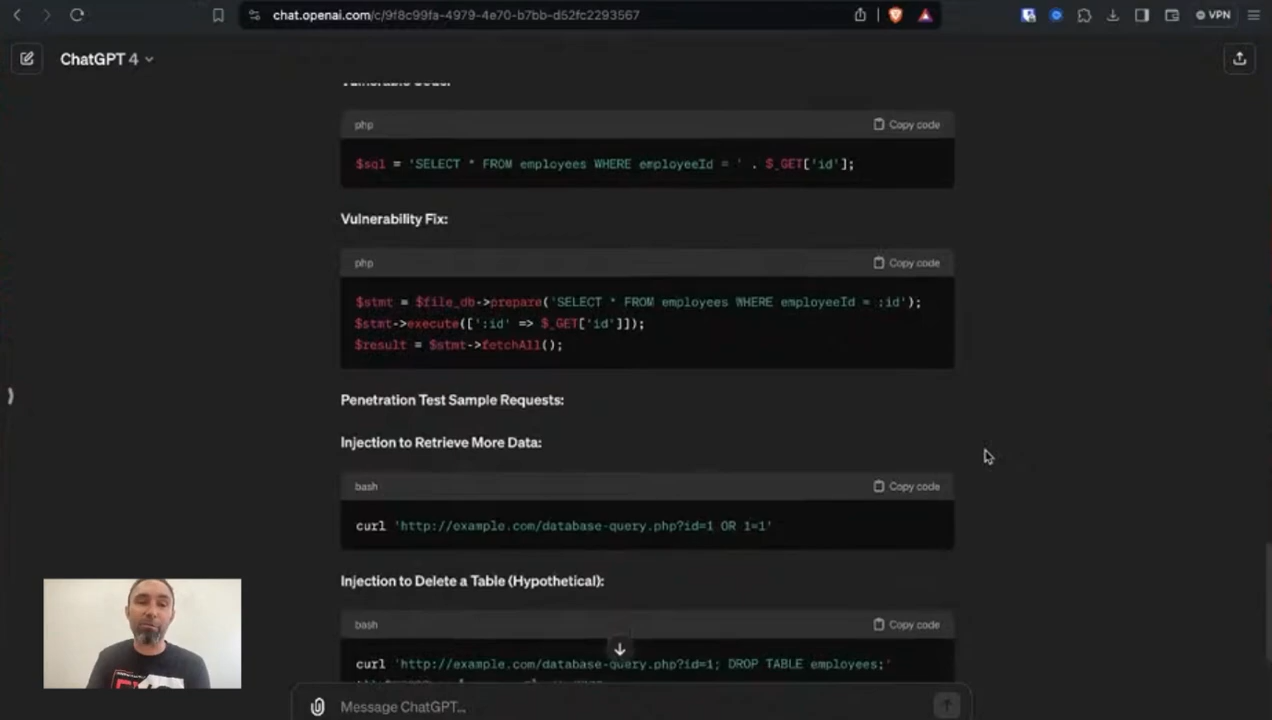 chat.openai.com/c/9f8c99fa-4979-4e70-b7bb-d52fc2293567
VPN
ChatGPT 4
Vulnerable Code:
php
Copy code
$sql = 'SELECT * FROM employees WHERE employeeId = ' . $_GET['id'];
Vulnerability Fix:
php
Copy code
$stmt = $file_db->prepare('SELECT * FROM employees WHERE employeeId = :id');
$stmt->execute([':id' => $_GET['id']]);
$result = $stmt->fetchAll();
Penetration Test Sample Requests:
Injection to Retrieve More Data:
bash
Copy code
curl 'http://example.com/database-query.php?id=1 OR 1=1'
Injection to Delete a Table (Hypothetical):
bash
Copy code
curl 'http://example.com/database-query.php?id=1; DROP TABLE employees;'
Message ChatGPT...